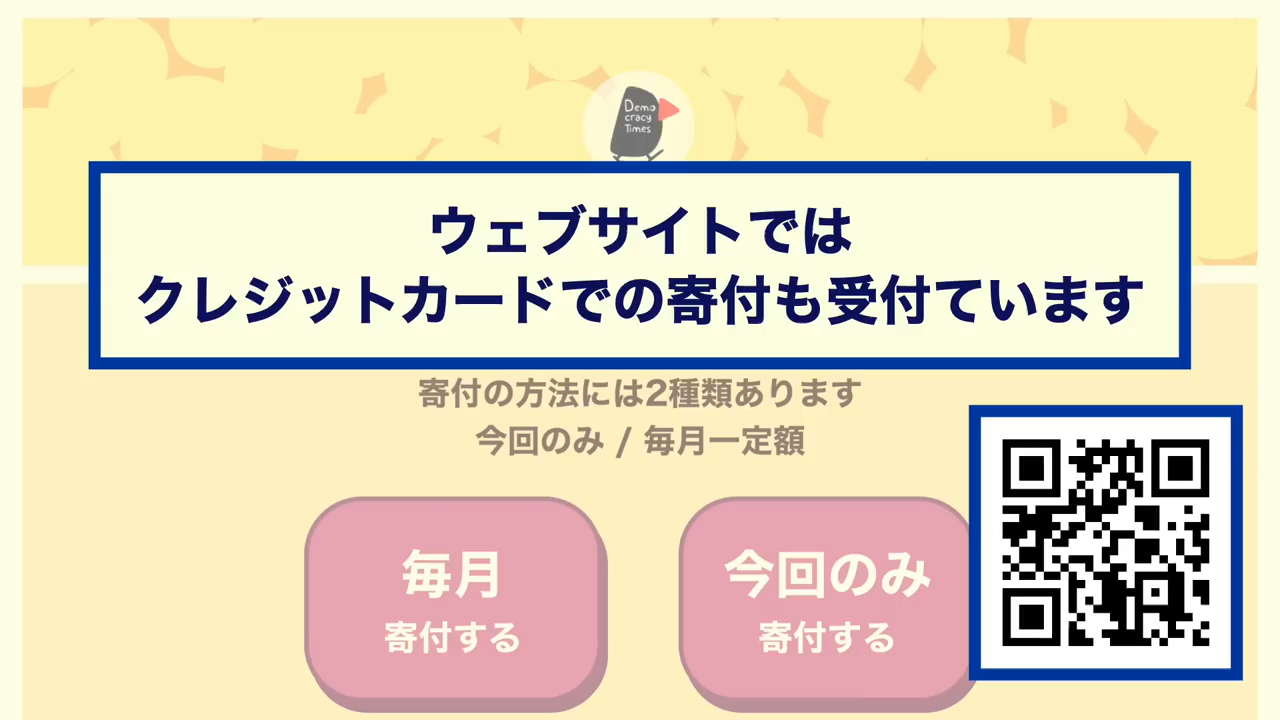 Demo
cracy
Times
ウェブサイトでは
クレジットカードでの寄付も受付ています
寄付の方法には2種類あります
今回のみ / 毎月一定額
毎月
寄付する
今回のみ
寄付する